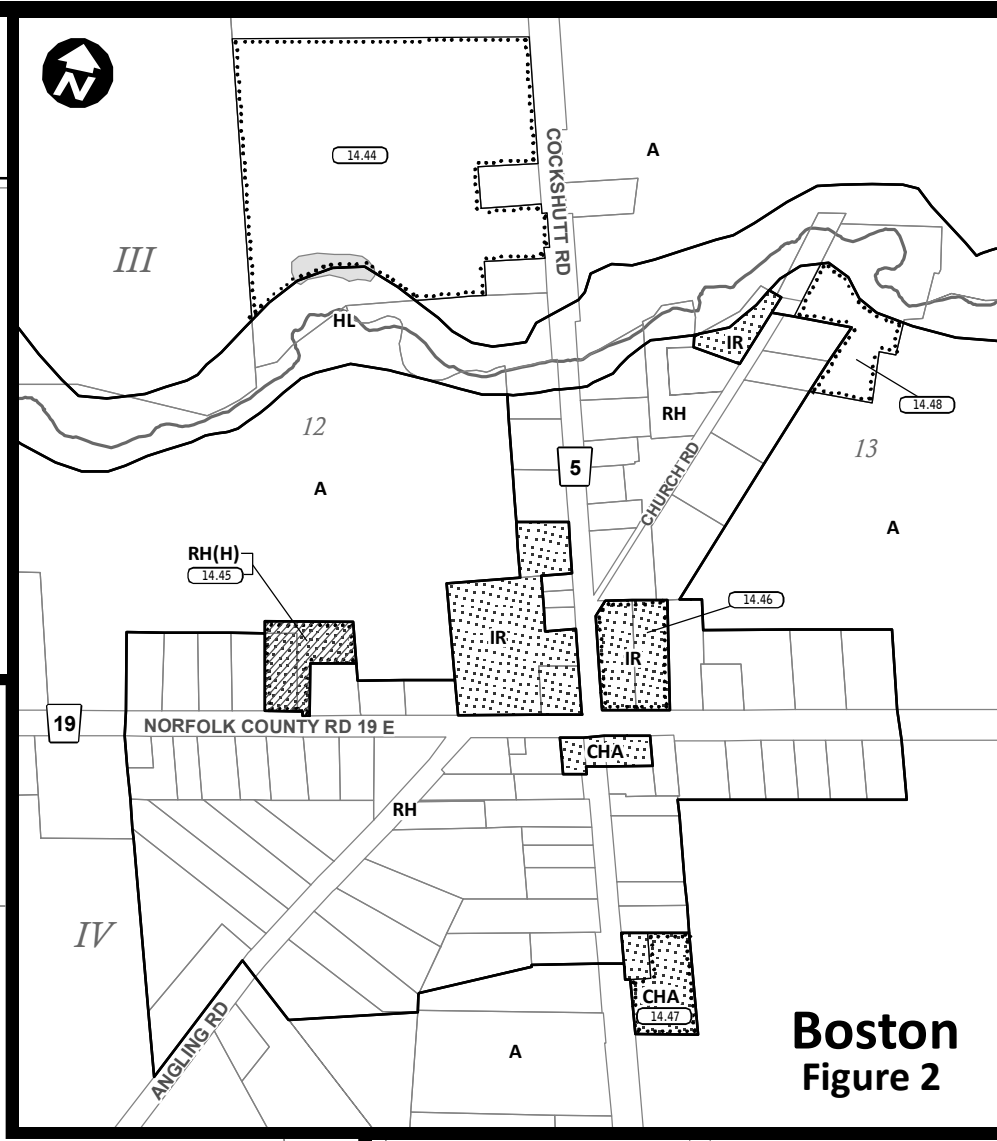 N
14.44
COCKSHUTT RD
A
III
HL
IR
14.48
12
RH
13
5
CHURCH RD
A
A
RH(H)
14.45
14.46
IR
IR
19
NORFOLK COUNTY RD 19 E
CHA
RH
IV
CHA
14.47
ANGLING RD
A
Boston
Figure 2